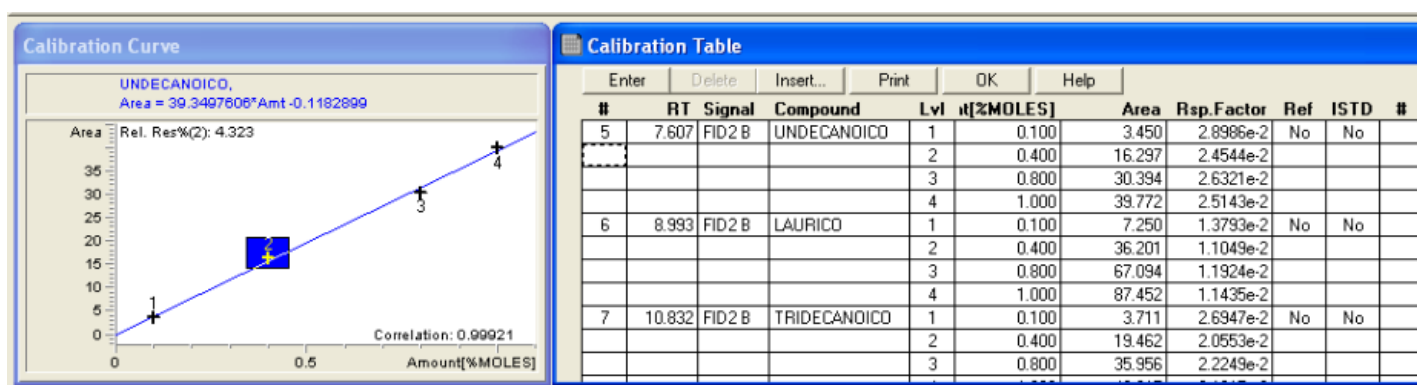 Calibration Curve
UNDECANOICO,
Area = 39.3497606*Amt -0.1182899
Area Rel. Res%(2): 4.323
35
30
25
20
15
10
5
0
1
2
3
4
Correlation: 0.99921
0 0.5 Amount[%MOLES]
Calibration Table
Enter Delete Insert... Print OK Help
# RT Signal Compound Lvl ıt[%MOLES] Area Rsp.Factor Ref ISTD #
5 7.607 FID2 B UNDECANOICO 1 0.100 3.450 2.8986e-2 No No
2 0.400 16.297 2.4544e-2
3 0.800 30.394 2.6321e-2
4 1.000 39.772 2.5143e-2
6 8.993 FID2 B LAURICO 1 0.100 7.250 1.3793e-2 No No
2 0.400 36.201 1.1049e-2
3 0.800 67.094 1.1924e-2
4 1.000 87.452 1.1435e-2
7 10.832 FID2 B TRIDECANOICO 1 0.100 3.711 2.6947e-2 No No
2 0.400 19.462 2.0553e-2
3 0.800 35.956 2.2249e-2